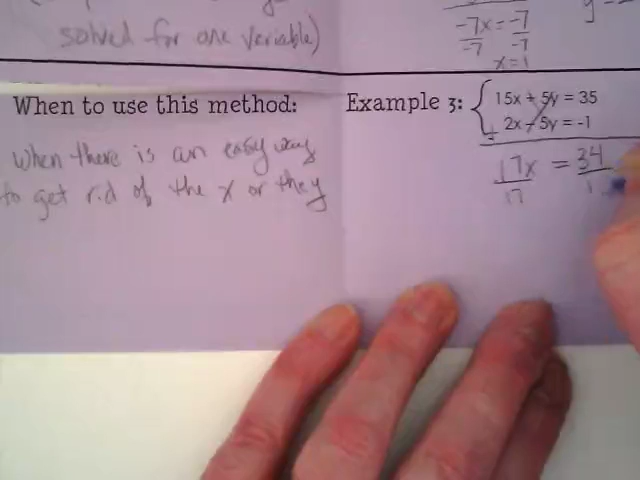 solved for one variable)
-7x = -7
-7 -7
x = 1
y =
When to use this method:
when there is an easy way
to get rid of the x or the y
Example 3:
15x + 5y = 35
+ 2x - 5y = -1
17x = 34
17 1